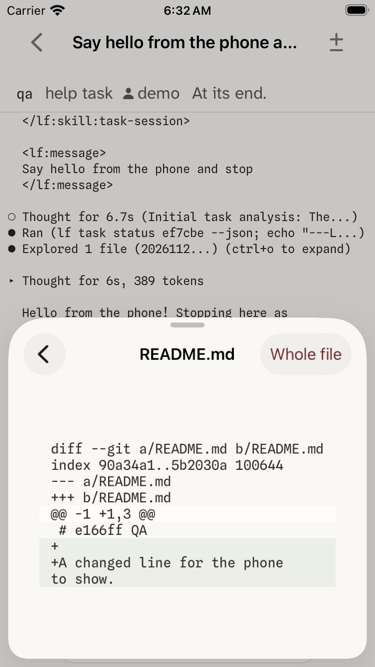 Carrier 6:32 AM
Say hello from the phone a...
qa help task demo At its end.
</lf:skill:task-session>
<lf:message>
Say hello from the phone and stop
</lf:message>
○ Thought for 6.7s (Initial task analysis: The...)
● Ran (lf task status ef7cbe --json; echo "---L...)
● Explored 1 file (2026112...) (ctrl+o to expand)
▸ Thought for 6s, 389 tokens
Hello from the phone! Stopping here as
README.md
Whole file
diff --git a/README.md b/README.md
index 90a34a1..5b2030a 100644
--- a/README.md
+++ b/README.md
@@ -1 +1,3 @@
# e166ff QA
+
+A changed line for the phone
to show.